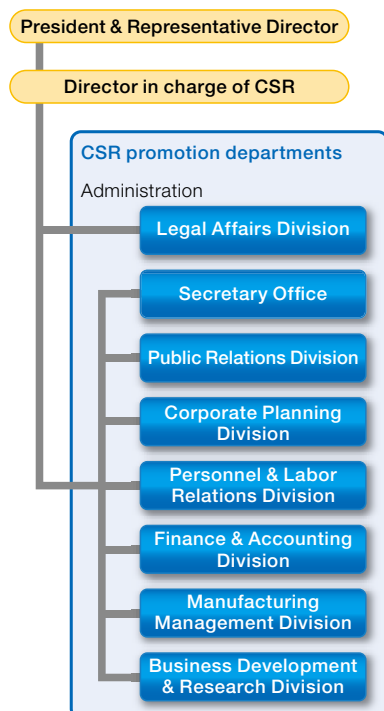 President & Representative Director
Director in charge of CSR
CSR promotion departments
Administration
Legal Affairs Division
Secretary Office
Public Relations Division
Corporate Planning
Division
Personnel & Labor
Relations Division
Finance & Accounting
Division
Manufacturing
Management Division
Business Development
& Research Division